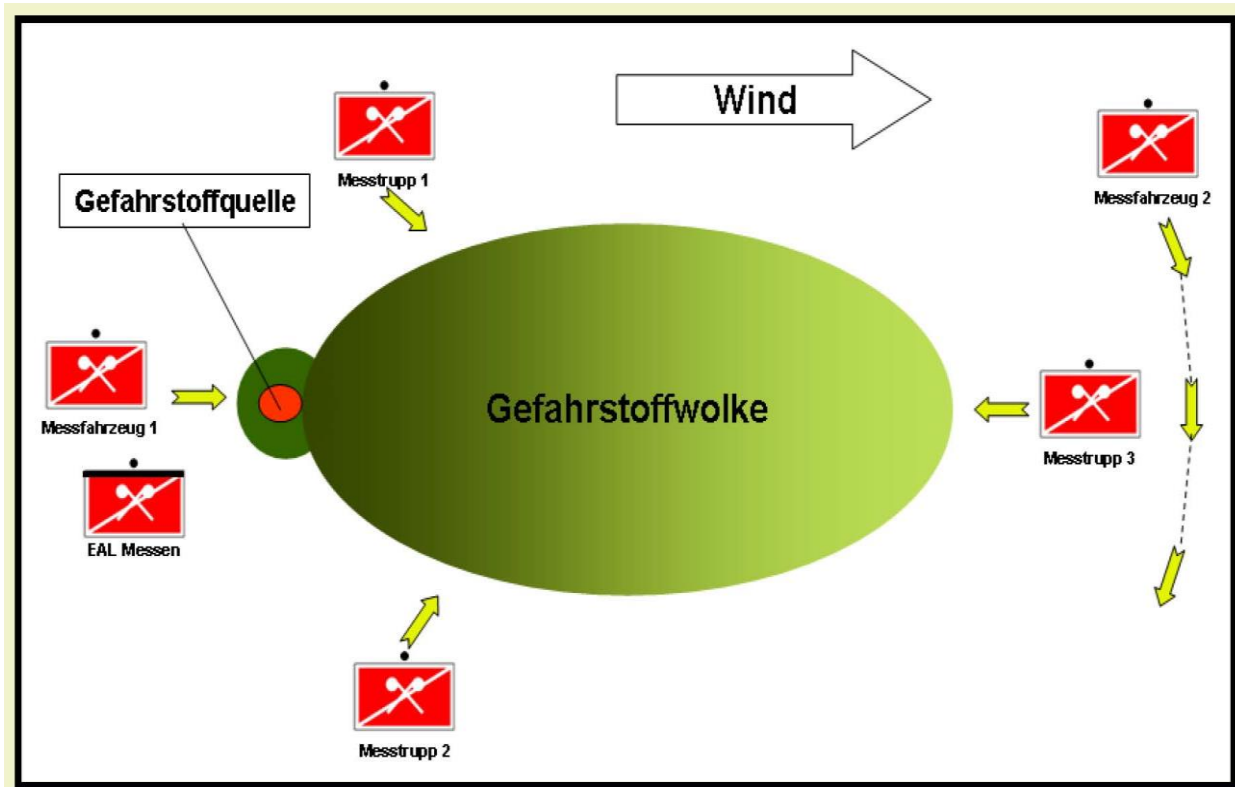 Wind
Messtrupp 1
Messfahrzeug 2
Gefahrstoffquelle
Gefahrstoffwolke
Messfahrzeug 1
Messtrupp 3
EAL Messen
Messtrupp 2